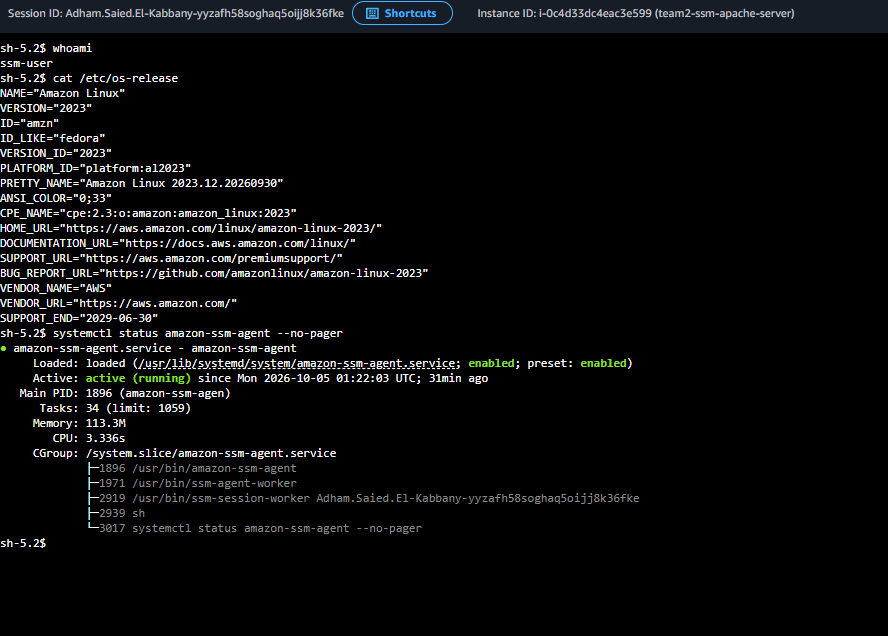 Session ID: Adham.Saied.El-Kabbany-yyzafh58soghaq5oijj8k36fke Shortcuts Instance ID: i-0c4d33dc4eac3e599 (team2-ssm-apache-server)
sh-5.2$ whoami
ssm-user
sh-5.2$ cat /etc/os-release
NAME="Amazon Linux"
VERSION="2023"
ID="amzn"
ID_LIKE="fedora"
VERSION_ID="2023"
PLATFORM_ID="platform:al2023"
PRETTY_NAME="Amazon Linux 2023.12.20260930"
ANSI_COLOR="0;33"
CPE_NAME="cpe:2.3:o:amazon:amazon_linux:2023"
HOME_URL="https://aws.amazon.com/linux/amazon-linux-2023/"
DOCUMENTATION_URL="https://docs.aws.amazon.com/linux/"
SUPPORT_URL="https://aws.amazon.com/premiumsupport/"
BUG_REPORT_URL="https://github.com/amazonlinux/amazon-linux-2023"
VENDOR_NAME="AWS"
VENDOR_URL="https://aws.amazon.com/"
SUPPORT_END="2029-06-30"
sh-5.2$ systemctl status amazon-ssm-agent --no-pager
● amazon-ssm-agent.service - amazon-ssm-agent
Loaded: loaded (/usr/lib/systemd/system/amazon-ssm-agent.service; enabled; preset: enabled)
Active: active (running) since Mon 2026-10-05 01:22:03 UTC; 31min ago
Main PID: 1896 (amazon-ssm-agen)
Tasks: 34 (limit: 1059)
Memory: 113.3M
CPU: 3.336s
CGroup: /system.slice/amazon-ssm-agent.service
├─1896 /usr/bin/amazon-ssm-agent
├─1971 /usr/bin/ssm-agent-worker
├─2919 /usr/bin/ssm-session-worker Adham.Saied.El-Kabbany-yyzafh58soghaq5oijj8k36fke
├─2939 sh
└─3017 systemctl status amazon-ssm-agent --no-pager
sh-5.2$